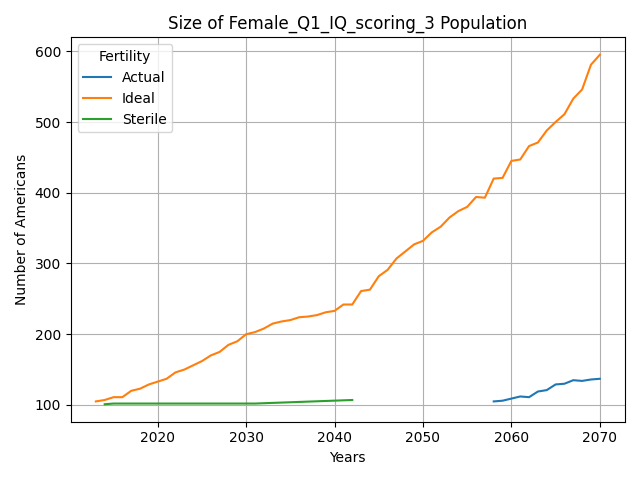 Size of Female_Q1_IQ_scoring_3 Population
Fertility
Actual
Ideal
Sterile
Number of Americans
600
500
400
300
200
100
2020
2030
2040
2050
2060
2070
Years